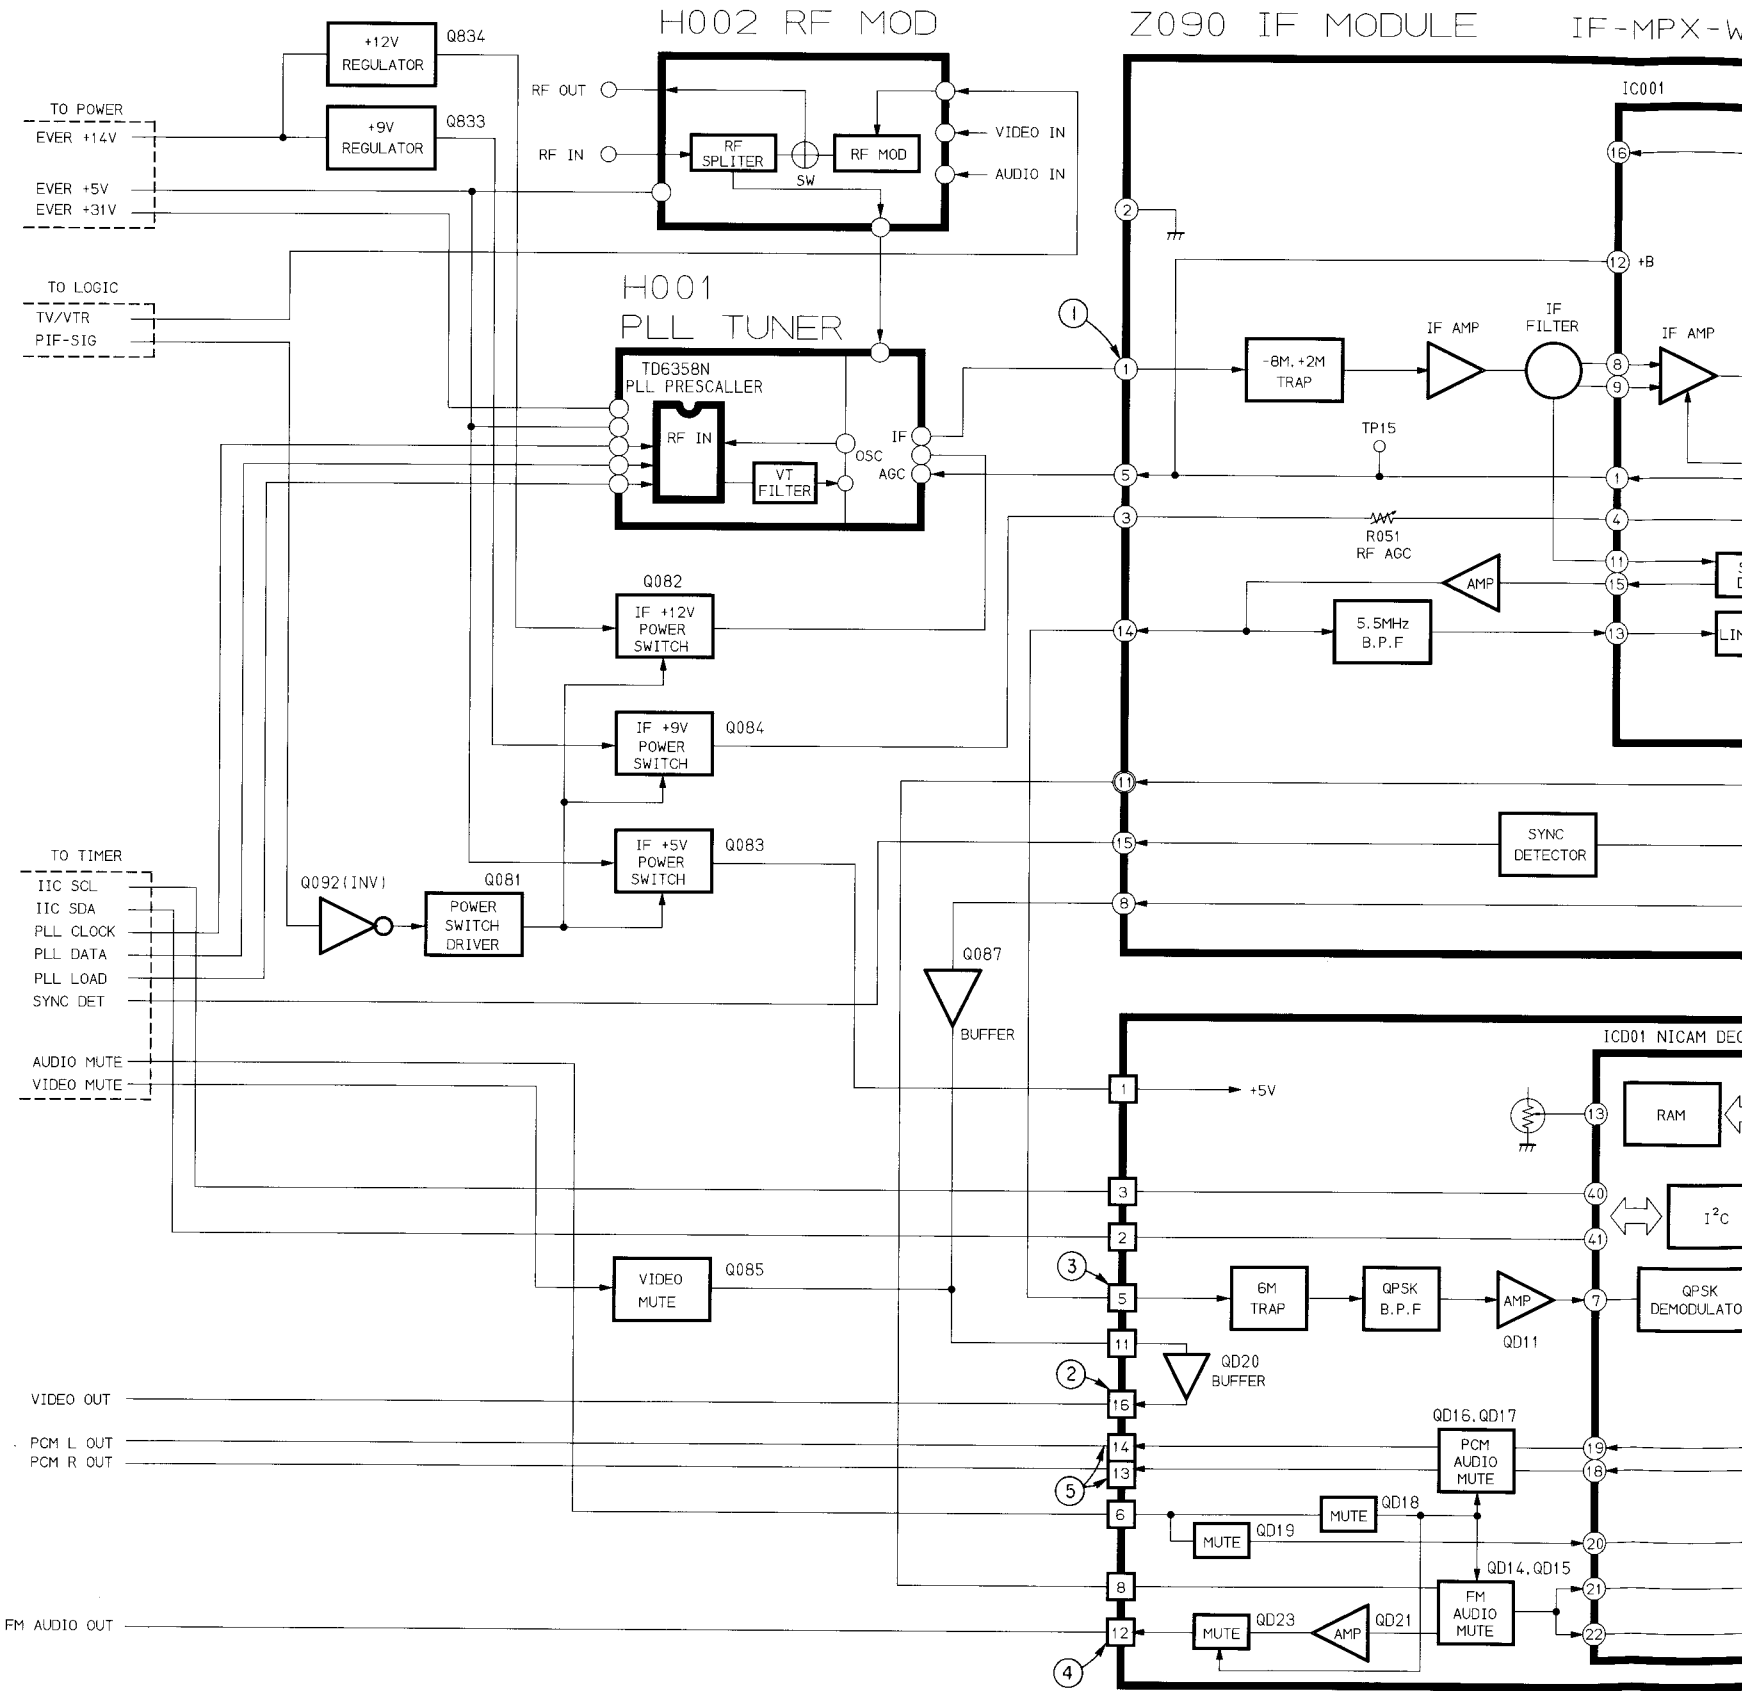 H002 RF MOD
Z090 IF MODULE
IF-MPX-W
+12V
REGULATOR
Q834
TO POWER
EVER +14V
+9V
REGULATOR
Q833
EVER +5V
EVER +31V
RF OUT
RF IN
RF
SPLITER
SW
RF MOD
VIDEO IN
AUDIO IN
TO LOGIC
TV/VTR
PIF-SIG
H001
PLL TUNER
TD6358N
PLL PRESCALLER
RF IN
VT
FILTER
OSC
IF
AGC
IC001
16
2
12
+B
1
1
-8M.+2M
TRAP
IF AMP
IF
FILTER
8
9
IF AMP
TP15
5
1
3
R051
RF AGC
4
11
15
AMP
14
5.5MHz
B.P.F
13
LIM
Q082
IF +12V
POWER
SWITCH
IF +9V
POWER
SWITCH
Q084
IF +5V
POWER
SWITCH
Q083
11
15
SYNC
DETECTOR
8
TO TIMER
IIC SCL
IIC SDA
PLL CLOCK
PLL DATA
PLL LOAD
SYNC DET
AUDIO MUTE
VIDEO MUTE
Q092(INV)
Q081
POWER
SWITCH
DRIVER
Q087
BUFFER
ICD01 NICAM DEC
1
+5V
13
RAM
3
40
2
41
I²C
VIDEO
MUTE
Q085
3
5
6M
TRAP
QPSK
B.P.F
AMP
QD11
7
QPSK
DEMODULATO
11
QD20
BUFFER
2
16
VIDEO OUT
PCM L OUT
PCM R OUT
14
13
5
QD16.QD17
PCM
AUDIO
MUTE
19
18
6
MUTE
QD18
MUTE
QD19
20
QD14.QD15
8
FM
AUDIO
MUTE
21
22
FM AUDIO OUT
12
4
MUTE
QD23
AMP
QD21